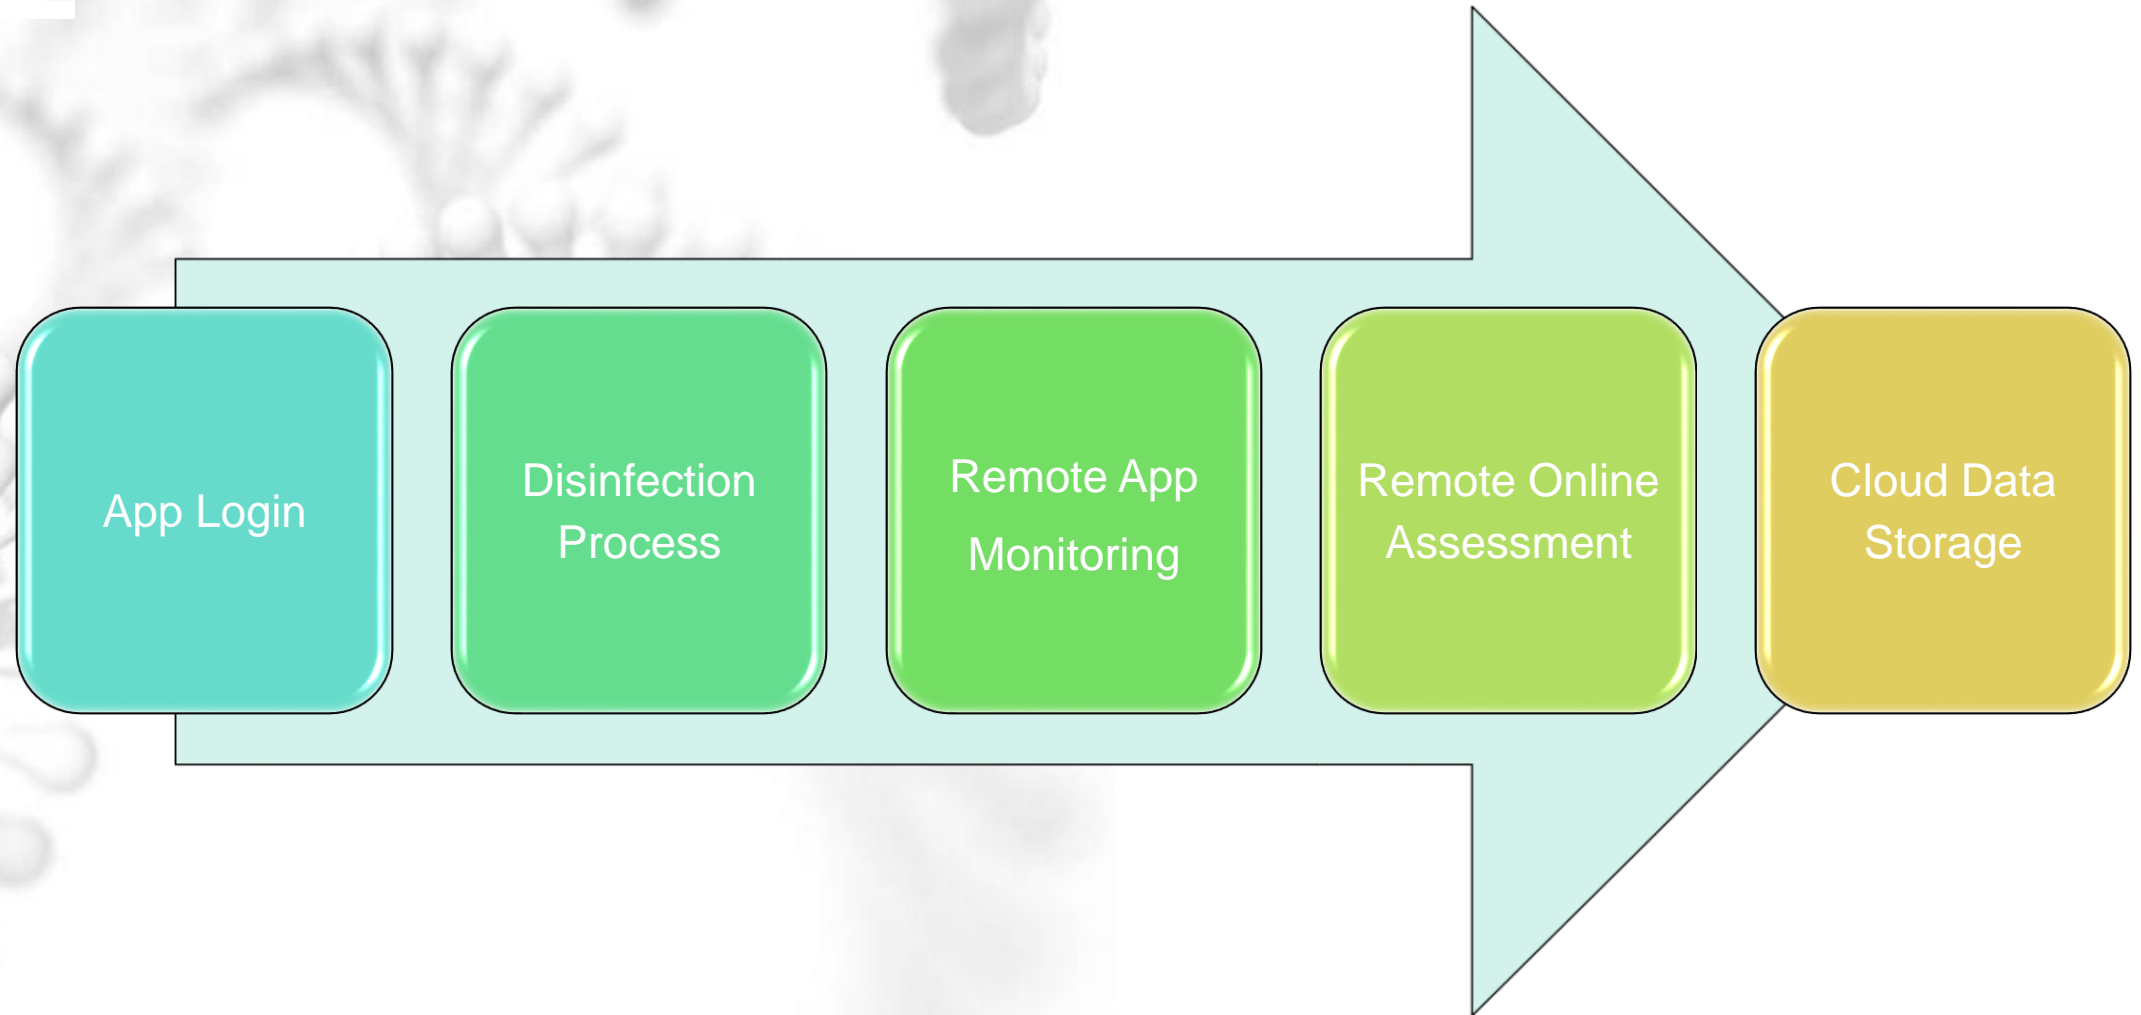 App Login
Disinfection
Process
Remote App
Monitoring
Remote Online
Assessment
Cloud Data
Storage